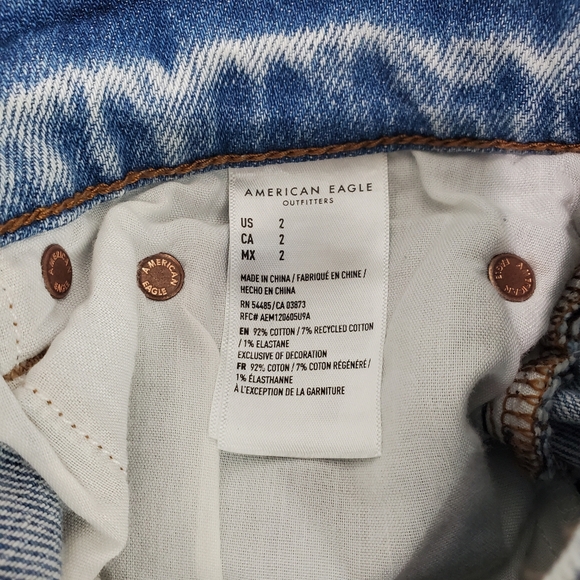 AMERICAN EAGLE
OUTFITTERS
US 2
CA 2
MX 2
MADE IN CHINA / FABRIQUÉ EN CHINE /
HECHO EN CHINA
RN 54485/CA 03873
RFC# AEM120605U9A
EN 92% COTTON / 7% RECYCLED COTTON
/ 1% ELASTANE
EXCLUSIVE OF DECORATION
FR 92% COTON / 7% COTON RÉGÉNÉRÉ /
1% ÉLASTHANNE
À L'EXCEPTION DE LA GARNITURE
AMERICAN
EAGLE
AMERICAN
EAGLE